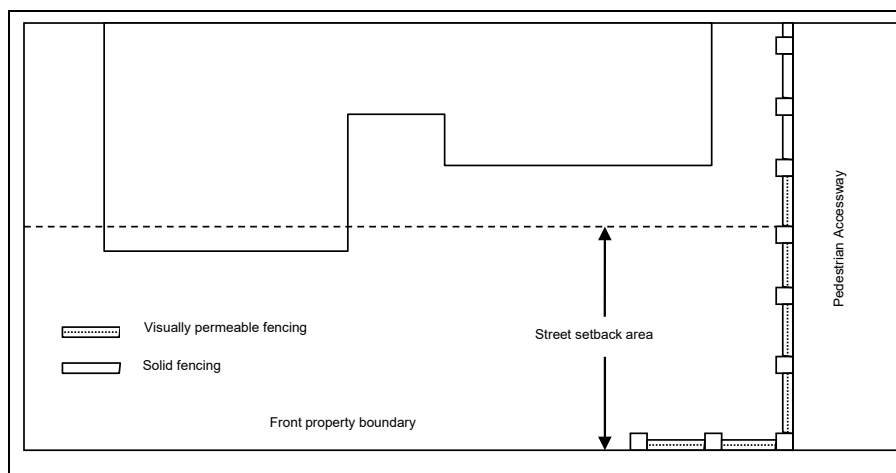 Pedestrian Accessway
Visually permeable fencing
Street setback area
Solid fencing
Front property boundary